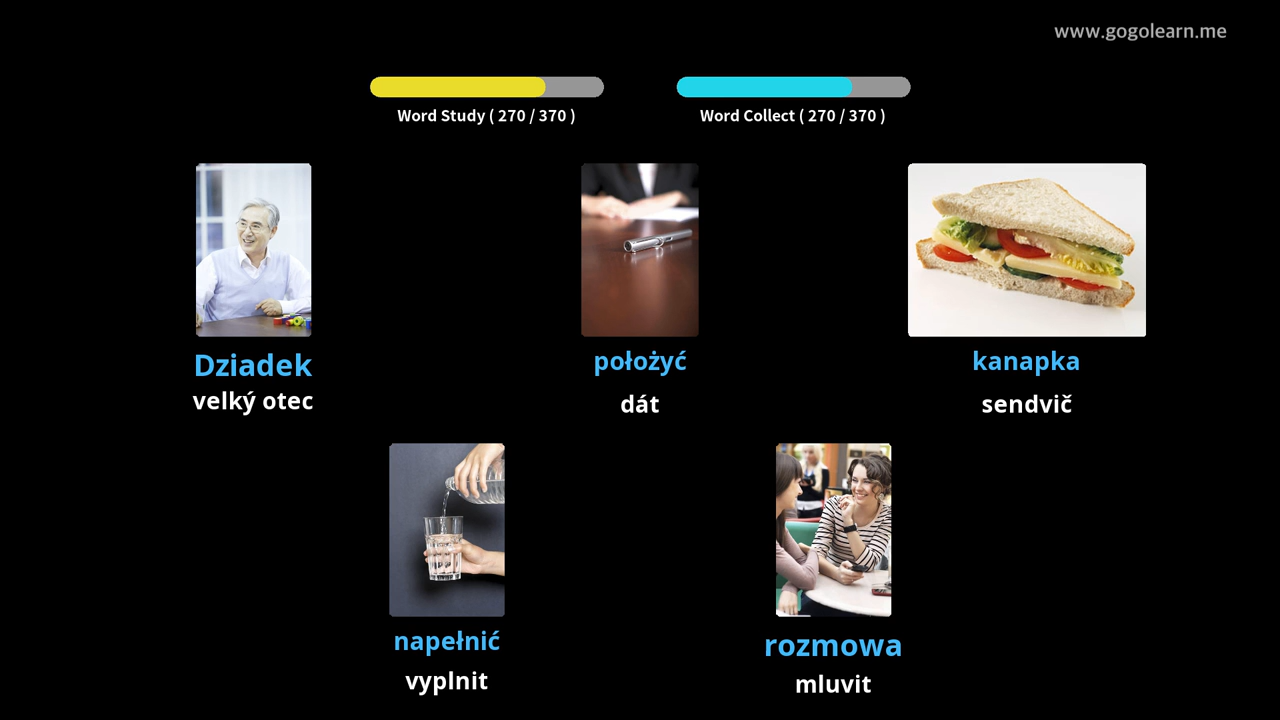 www.gogolearn.me
Word Study ( 270 / 370 )
Word Collect ( 270 / 370 )
Dziadek
velký otec
położyć
dát
kanapka
sendvič
napełnić
vyplnit
rozmowa
mluvit